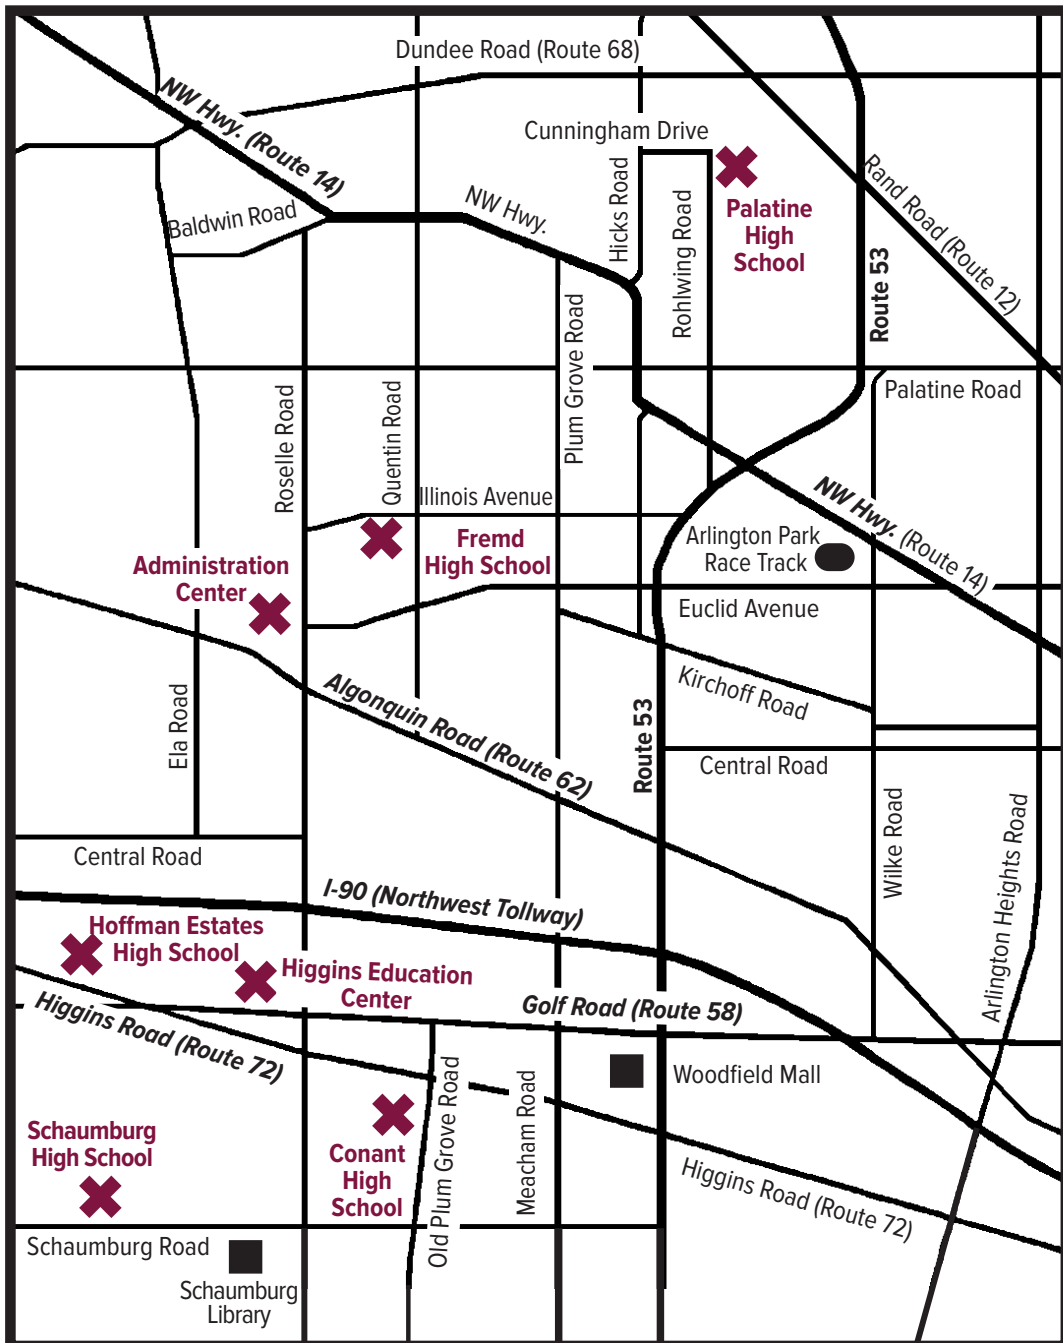 Dundee Road (Route 68)
NW Hwy. (Route 14)
Cunningham Drive
Rand Road (Route 12)
Hicks Road
NW Hwy.
Rohlwing Road
Palatine
High
School
Baldwin Road
Route 53
Plum Grove Road
Palatine Road
Roselle Road
Quentin Road
Illinois Avenue
NW Hwy. (Route 14)
Fremd
High School
Arlington Park
Race Track
Administration
Center
Euclid Avenue
Kirchoff Road
Algonquin Road (Route 62)
Ela Road
Route 53
Central Road
Wilke Road
Arlington Heights Road
Central Road
I-90 (Northwest Tollway)
Hoffman Estates
High School
Higgins Education
Center
Golf Road (Route 58)
Higgins Road (Route 72)
Woodfield Mall
Old Plum Grove Road
Meacham Road
Schaumburg
High School
Conant
High
School
Higgins Road (Route 72)
Schaumburg Road
Schaumburg
Library